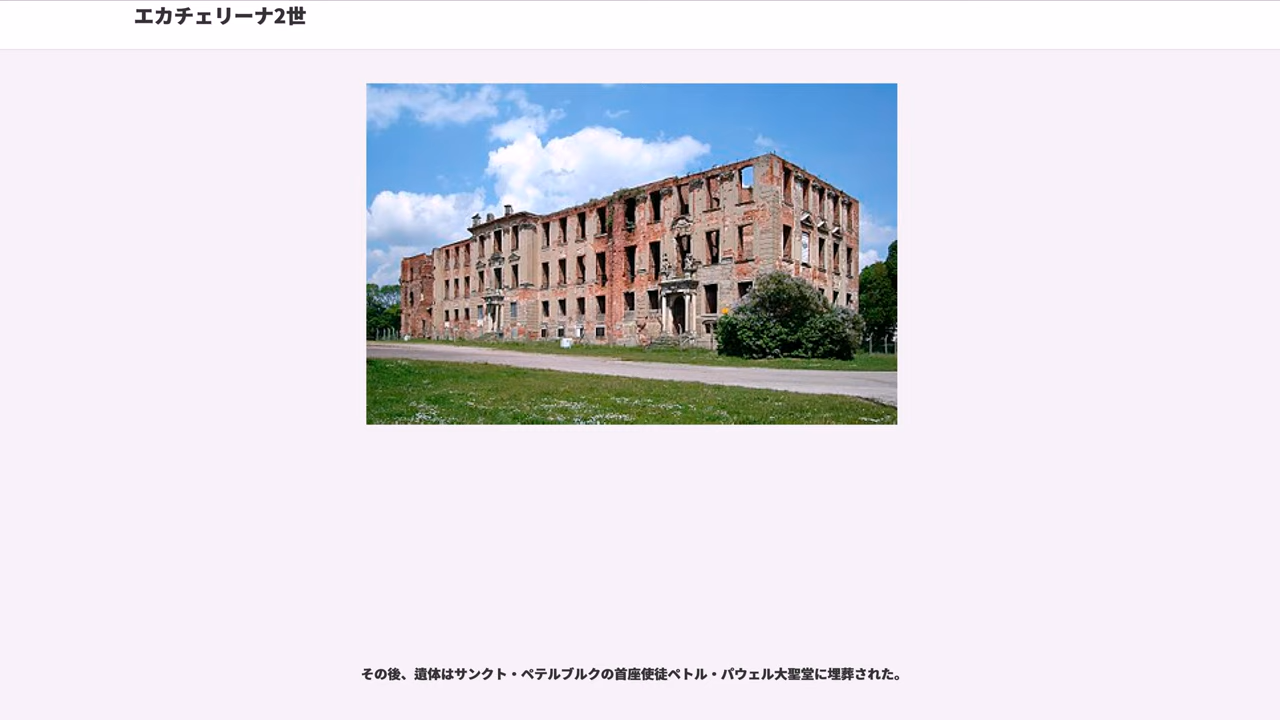 エカチェリーナ2世
その後、遺体はサンクト・ペテルブルクの首座使徒ペトル・パウェル大聖堂に埋葬された。